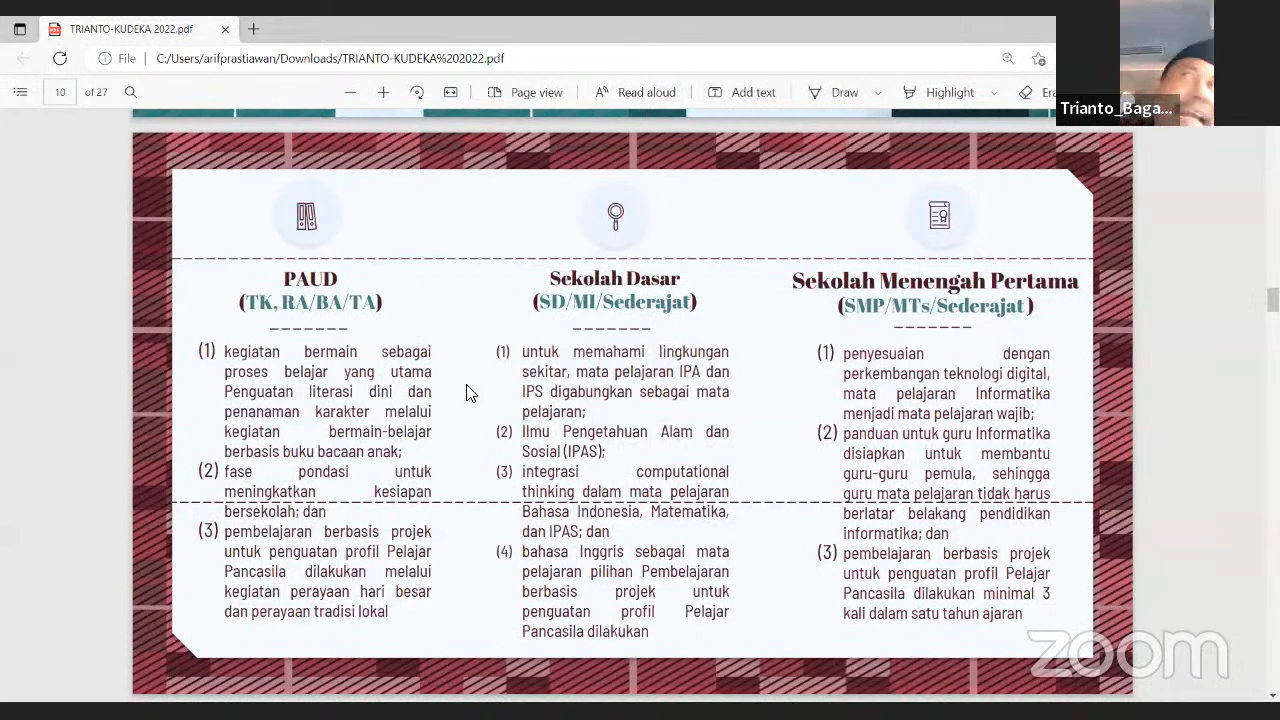 TRIANTO-KUDEKA 2022.pdf
File
C:/Users/arifprastiawan/Downloads/TRIANTO-KUDEKA%202022.pdf
10 of 27
Page view
Read aloud
Add text
Draw
Highlight
Era
Trianto_Baga...
PAUD
(TK, RA/BA/TA)
(1) kegiatan bermain sebagai
proses belajar yang utama
Penguatan literasi dini dan
penanaman karakter melalui
kegiatan bermain-belajar
berbasis buku bacaan anak;
(2) fase pondasi untuk
meningkatkan kesiapan
bersekolah; dan
(3) pembelajaran berbasis projek
untuk penguatan profil Pelajar
Pancasila dilakukan melalui
kegiatan perayaan hari besar
dan perayaan tradisi lokal
Sekolah Dasar
(SD/MI/Sederajat)
(1) untuk memahami lingkungan
sekitar, mata pelajaran IPA dan
IPS digabungkan sebagai mata
pelajaran;
(2) Ilmu Pengetahuan Alam dan
Sosial (IPAS);
(3) integrasi computational
thinking dalam mata pelajaran
Bahasa Indonesia, Matematika,
dan IPAS; dan
(4) bahasa Inggris sebagai mata
pelajaran pilihan Pembelajaran
berbasis projek untuk
penguatan profil Pelajar
Pancasila dilakukan
Sekolah Menengah Pertama
(SMP/MTs/Sederajat )
(1) penyesuaian dengan
perkembangan teknologi digital,
mata pelajaran Informatika
menjadi mata pelajaran wajib;
(2) panduan untuk guru Informatika
disiapkan untuk membantu
guru-guru pemula, sehingga
guru mata pelajaran tidak harus
berlatar belakang pendidikan
informatika; dan
(3) pembelajaran berbasis projek
untuk penguatan profil Pelajar
Pancasila dilakukan minimal 3
kali dalam satu tahun ajaran
zoom